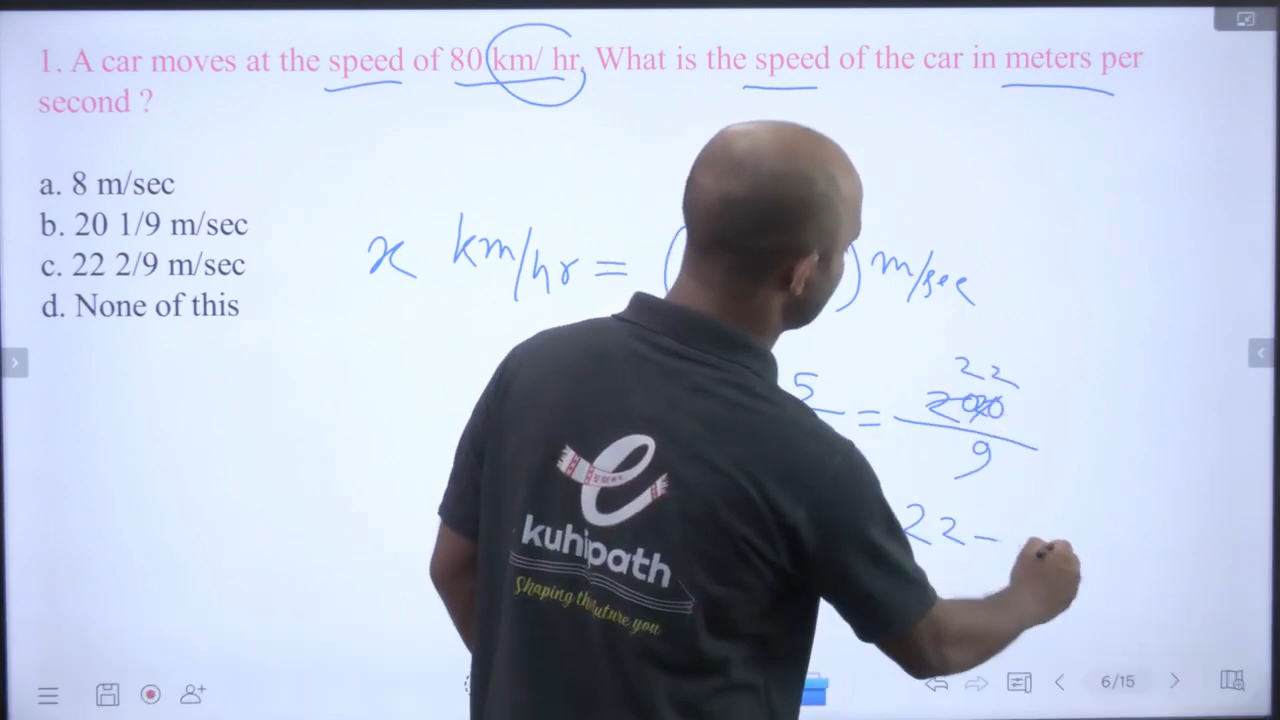 1. A car moves at the speed of 80 km/ hr. What is the speed of the car in meters per
second ?
a. 8 m/sec
b. 20 1/9 m/sec
c. 22 2/9 m/sec
d. None of this
x km/hr = ( ) m/sec
5
=
22
200
9
22 -
e
kuhipath
Shaping the future you
6/15